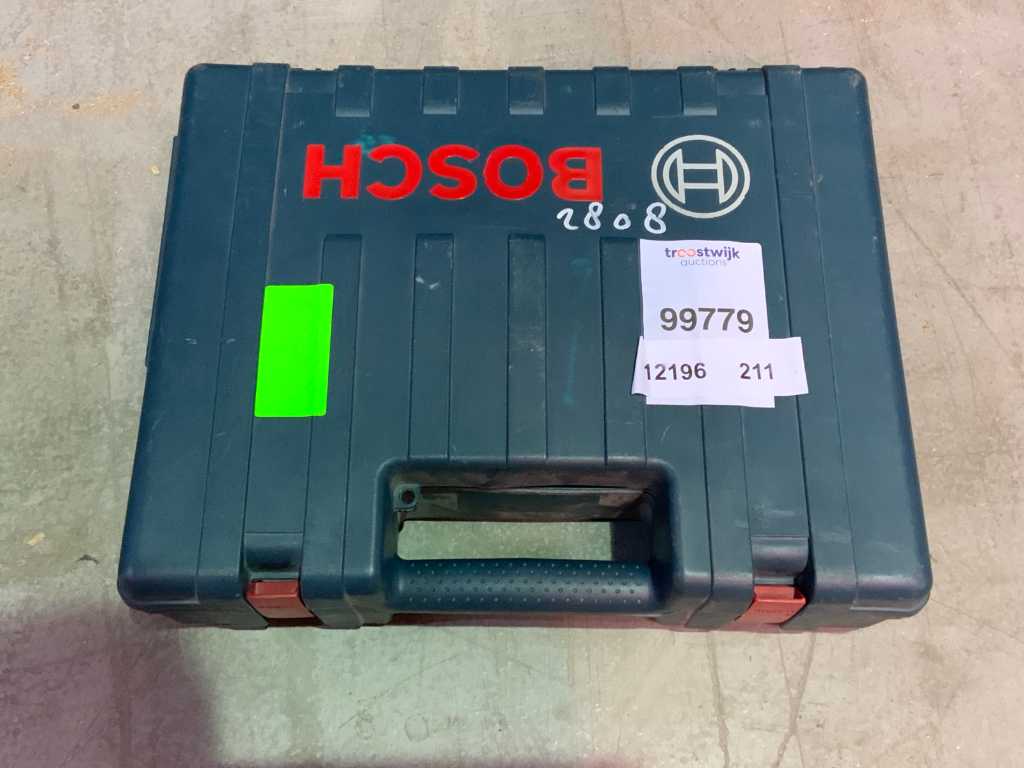 BOSCH
2808
troostwijk
auctions
99779
12196 211